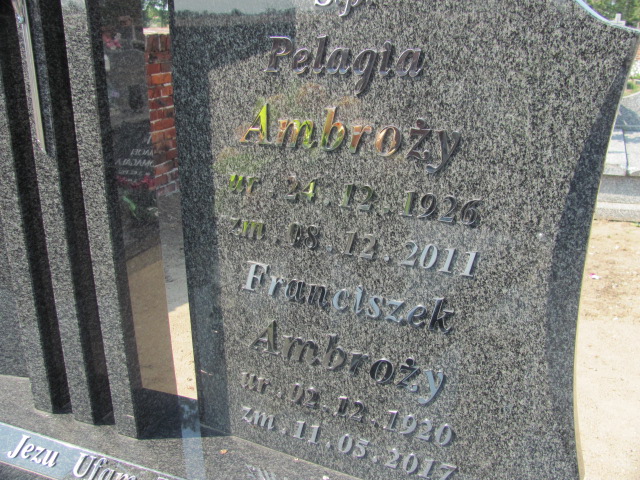 Ś.P
Pelagia
Ambroży
ur. 24.12.1926
zm. 08.12.2011
Franciszek
Ambroży
ur. 02.12.1920
zm. 11.05.2017
Jezu Ufam